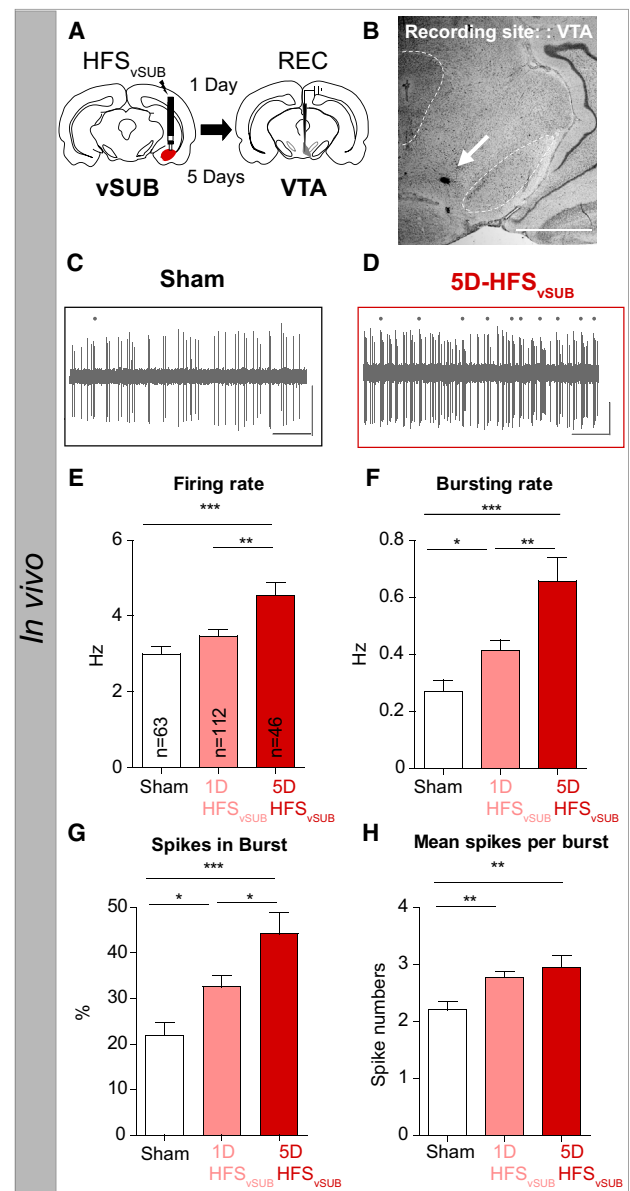 In vivo
A
HFSvSUB
1 Day
REC
5 Days
vSUB
VTA
B
Recording site: : VTA
C
Sham
D
5D-HFSvSUB
E
Firing rate
***
**
6
4
2
0
Hz
n=63
n=112
n=46
Sham
1D
HFSvSUB
5D
HFSvSUB
F
Bursting rate
***
*
**
0.8
0.6
0.4
0.2
0
Hz
Sham
1D
HFSvSUB
5D
HFSvSUB
G
Spikes in Burst
***
*
*
50
40
30
20
10
0
%
Sham
1D
HFSvSUB
5D
HFSvSUB
H
Mean spikes per burst
**
**
4
3
2
1
0
Spike numbers
Sham
1D
HFSvSUB
5D
HFSvSUB